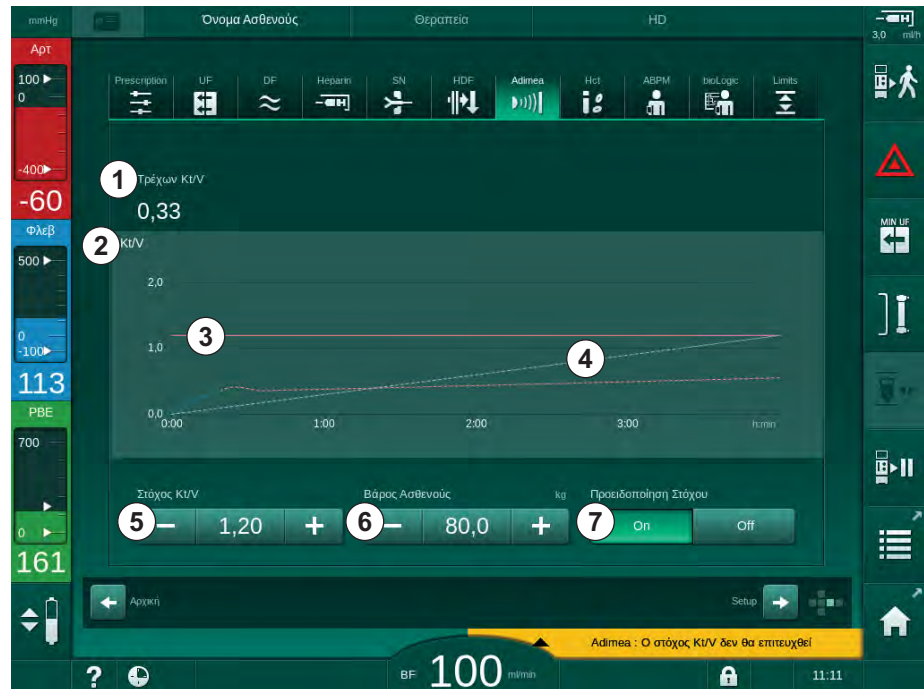 mmHg
Όνομα Ασθενούς
Θεραπεία
HD
3,0 ml/h
Αρτ
100
0
-400
-60
Φλεβ
500
0
-100
113
PBE
700
0
161
Prescription UF DF Heparin SN HDF Adimea Hct ABPM bioLogic Limits
1
Τρέχων Kt/V
0,33
2
Kt/V
2,0
1,0
0,0
3
4
0:00 1:00 2:00 3:00 h:min
Στόχος Kt/V
Βάρος Ασθενούς kg
Προειδοποίηση Στόχου
5 − 1,20 +
6 − 80,0 +
7 On Off
Αρχική
Setup
Adimea : Ο στόχος Kt/V δεν θα επιτευχθεί
? BF 100 ml/min 11:11
MIN UF